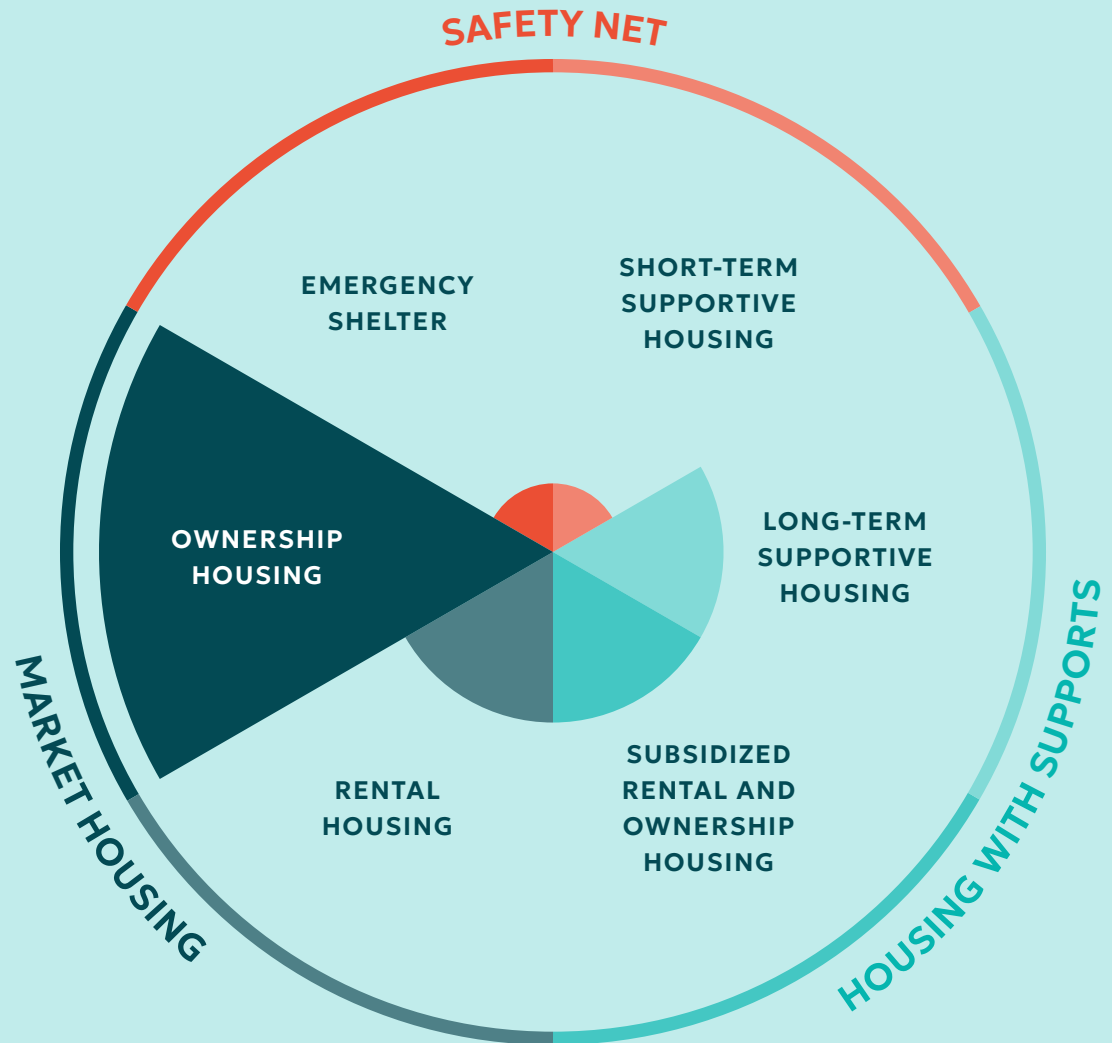 SAFETY NET
EMERGENCY
SHELTER
SHORT-TERM
SUPPORTIVE
HOUSING
OWNERSHIP
HOUSING
LONG-TERM
SUPPORTIVE
HOUSING
MARKET HOUSING
HOUSING WITH SUPPORTS
RENTAL
HOUSING
SUBSIDIZED
RENTAL AND
OWNERSHIP
HOUSING